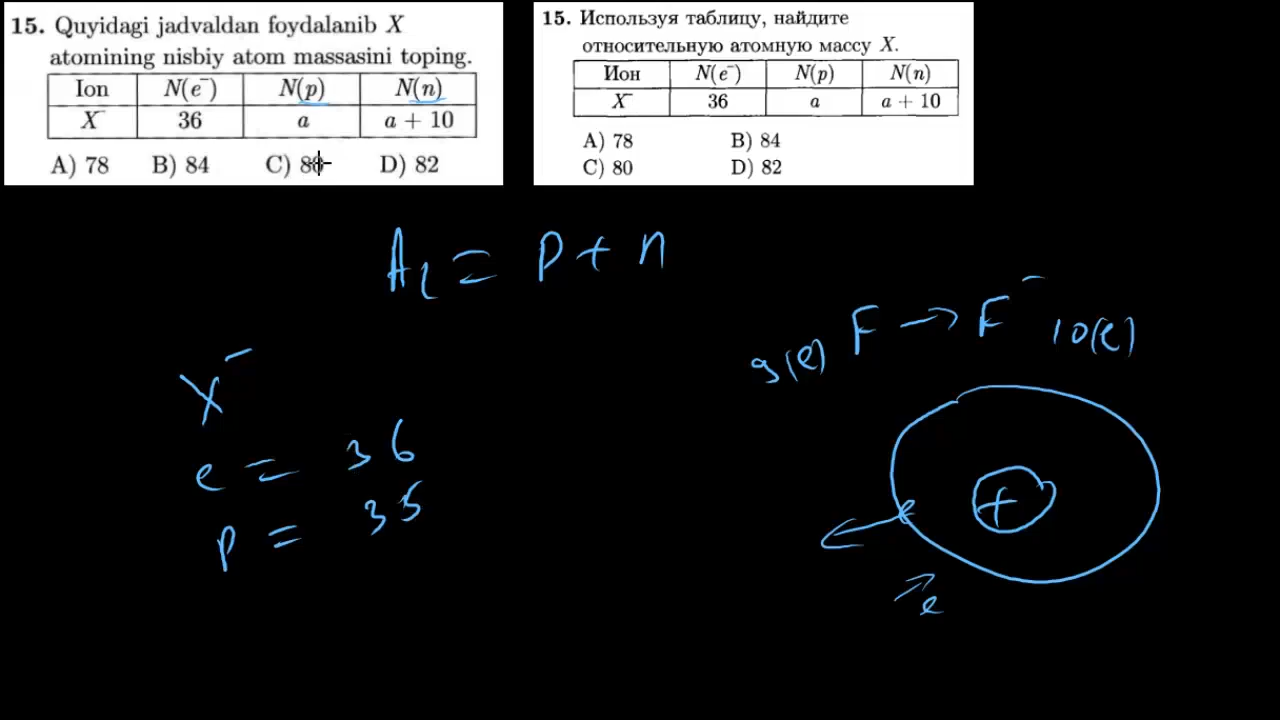 15. Quyidagi jadvaldan foydalanib X
atomining nisbiy atom massasini toping.
Ion N(e⁻) N(p) N(n)
X⁻ 36 a a + 10
A) 78 B) 84 C) 80 D) 82
15. Используя таблицу, найдите
относительную атомную массу X.
Ион N(e⁻) N(p) N(n)
X⁻ 36 a a + 10
A) 78 B) 84
C) 80 D) 82
Ar = p + n
9(e) F → F⁻ 10(e)
X⁻
e = 36
p = 35
+
e